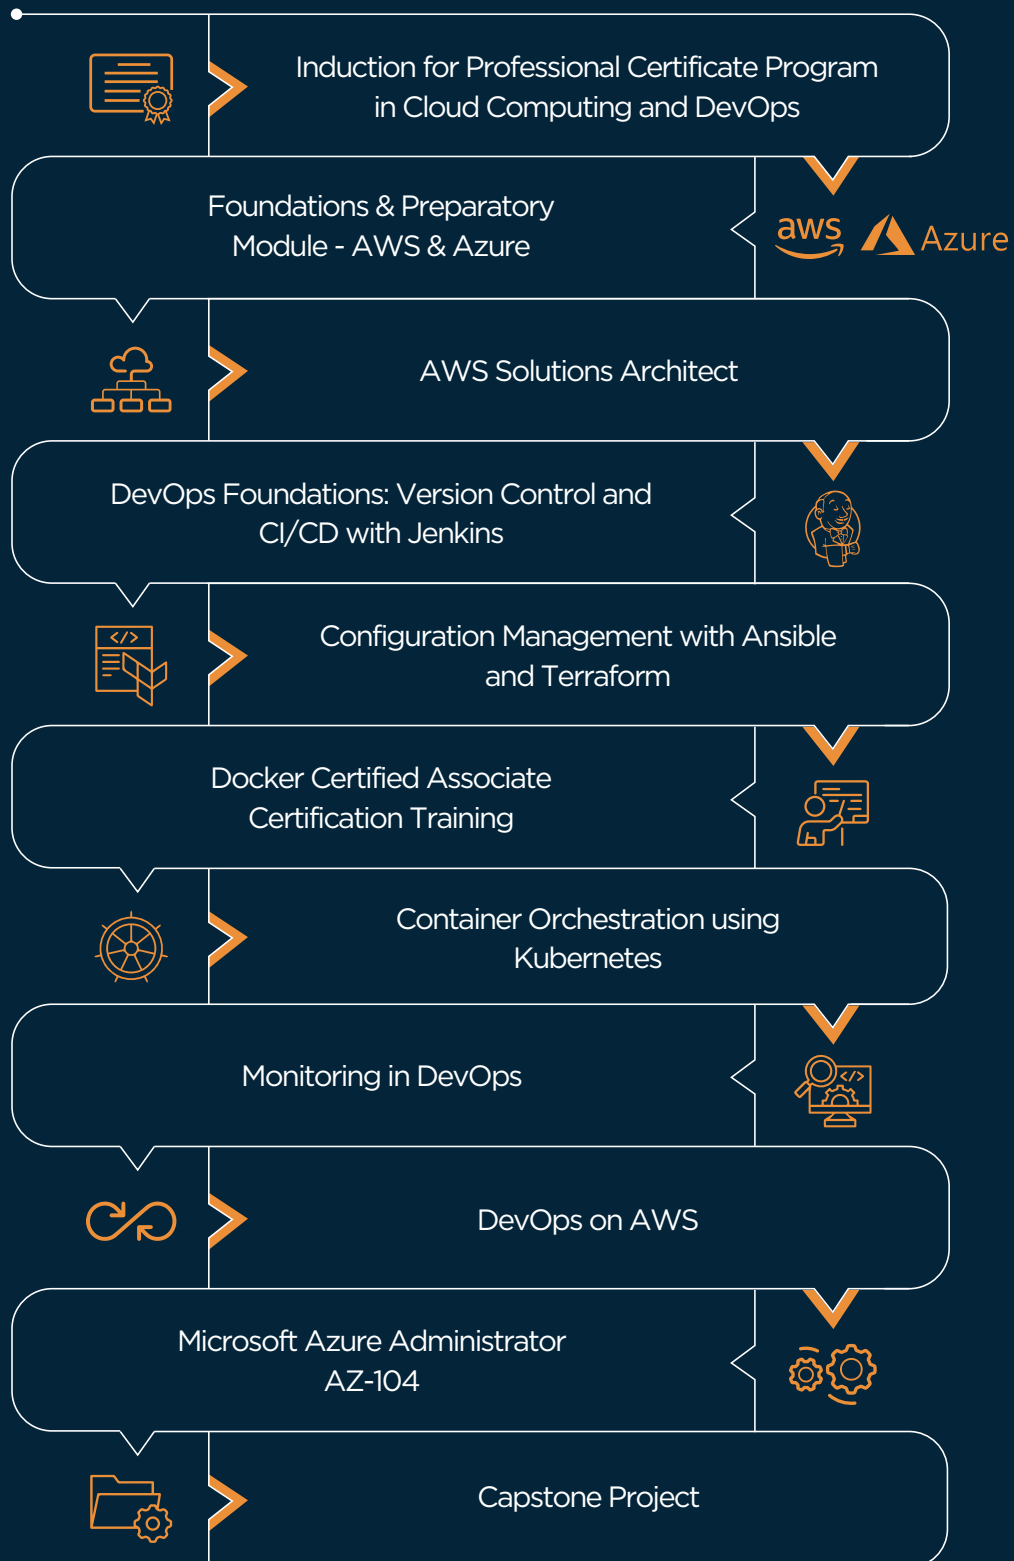 Induction for Professional Certificate Program
in Cloud Computing and DevOps
Foundations & Preparatory
Module - AWS & Azure
aws
Azure
AWS Solutions Architect
DevOps Foundations: Version Control and
CI/CD with Jenkins
</>
Configuration Management with Ansible
and Terraform
Docker Certified Associate
Certification Training
Container Orchestration using
Kubernetes
Monitoring in DevOps
</>
DevOps on AWS
Microsoft Azure Administrator
AZ-104
Capstone Project